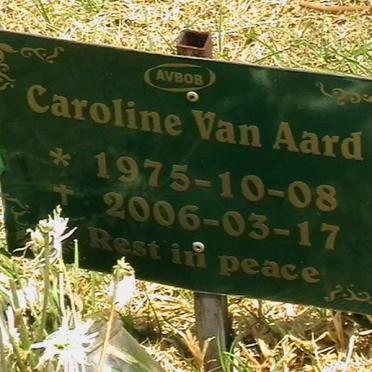 AVBOB
Caroline Van Aard
* 1975-10-08
† 2006-03-17
Rest in peace